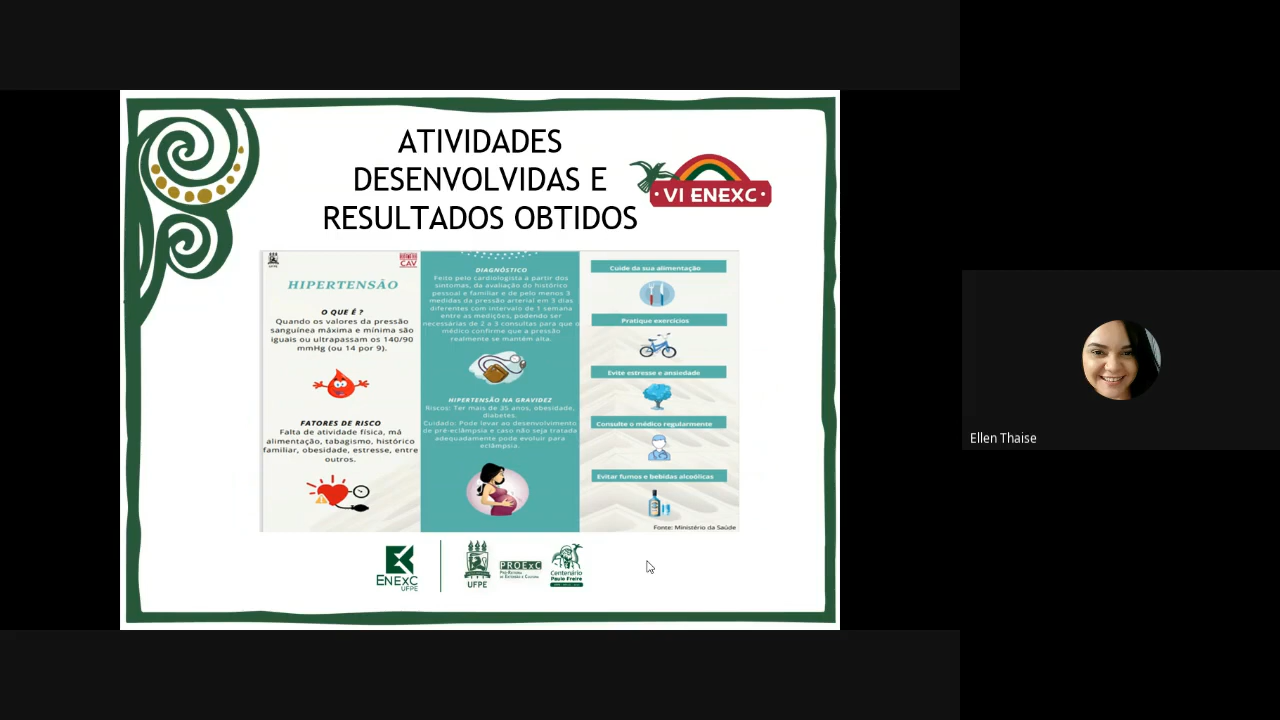 ATIVIDADES
DESENVOLVIDAS E
RESULTADOS OBTIDOS
• VI ENEXC •
UFPE
CAV
HIPERTENSÃO
O QUE É ?
Quando os valores da pressão
sanguínea máxima e mínima são
iguais ou ultrapassam os 140/90
mmHg (ou 14 por 9).
FATORES DE RISCO
Falta de atividade física, má
alimentação, tabagismo, histórico
familiar, obesidade, estresse, entre
outros.
DIAGNÓSTICO
Feito pelo cardiologista a partir dos
sintomas, da avaliação do histórico
pessoal e familiar e de pelo menos 3
medidas da pressão arterial em 3 dias
diferentes com intervalo de 1 semana
entre as medições, podendo ser
necessárias de 2 a 3 consultas para que o
médico confirme que a pressão
realmente se mantém alta.
HIPERTENSÃO NA GRAVIDEZ
Riscos: Ter mais de 35 anos, obesidade,
diabetes.
Cuidado: Pode levar ao desenvolvimento
de pré-eclâmpsia e caso não seja tratada
adequadamente pode evoluir para
eclâmpsia.
Cuide da sua alimentação
Pratique exercícios
Evite estresse e ansiedade
Consulte o médico regularmente
Evitar fumos e bebidas alcoólicas
Fonte: Ministério da Saúde
ENEXC
UFPE
UFPE
PROExC
Pró-Reitoria
de Extensão e Cultura
Centenário
Paulo Freire
Ellen Thaise